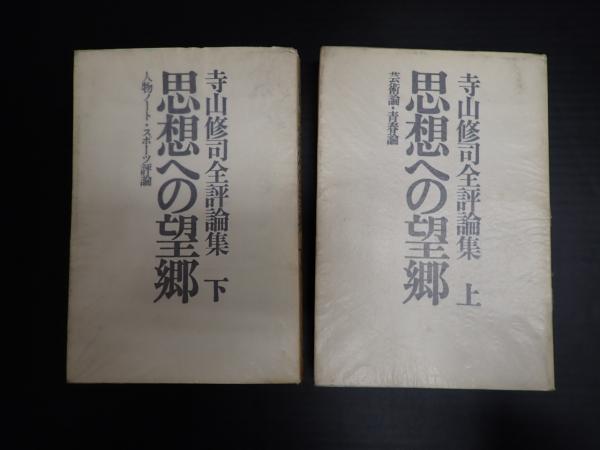 寺山修司全評論集 上
思想への望郷
芸術論・青春論
寺山修司全評論集 下
思想への望郷
人物ノート・スポーツ評論